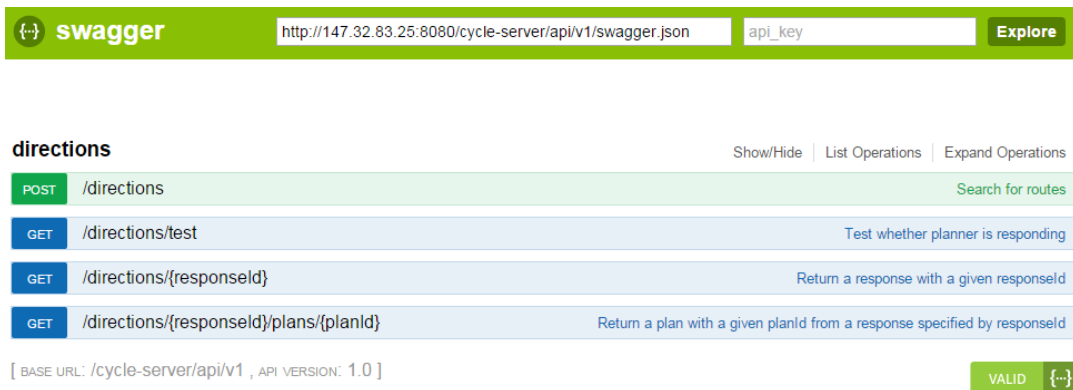 {···} swagger http://147.32.83.25:8080/cycle-server/api/v1/swagger.json api_key Explore
directions Show/Hide List Operations Expand Operations
POST /directions Search for routes
GET /directions/test Test whether planner is responding
GET /directions/{responseId} Return a response with a given responseId
GET /directions/{responseId}/plans/{planId} Return a plan with a given planId from a response specified by responseId
[ BASE URL: /cycle-server/api/v1 , API VERSION: 1.0 ] VALID {···}